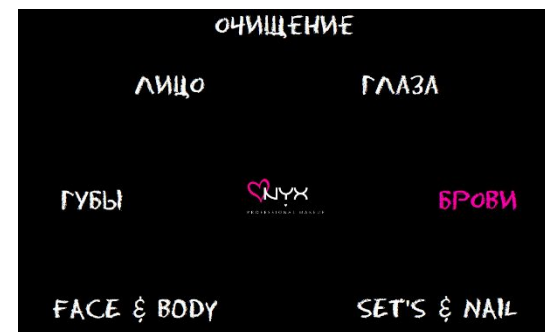 ОЧИЩЕНИЕ
ЛИЦО ГЛАЗА
ГУБЫ NYX БРОВИ
PROFESSIONAL MAKEUP
FACE & BODY SET'S & NAIL